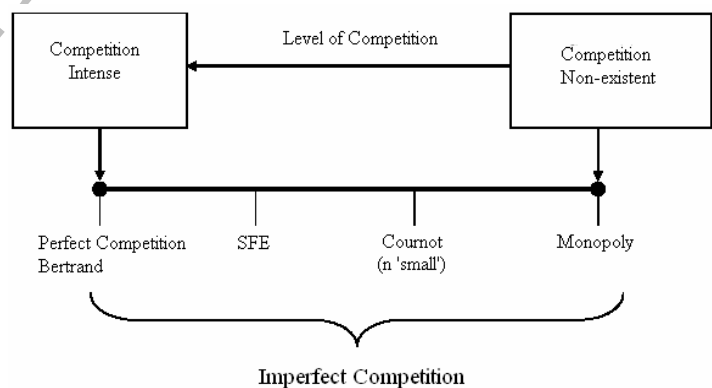 Competition
Intense
Level of Competition
Competition
Non-existent
Perfect Competition
Bertrand
SFE
Cournot
(n 'small')
Monopoly
Imperfect Competition